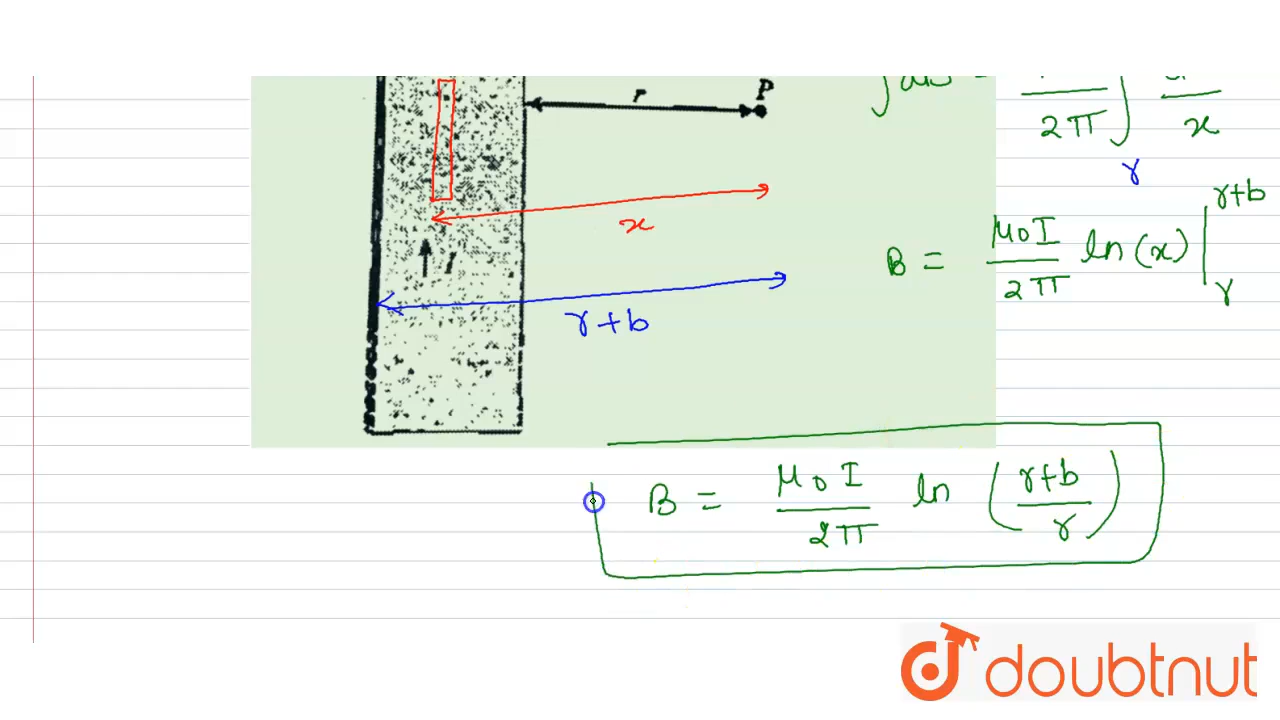 r P
2π x
r
x
I
r+b
r+b
B = μ0I/2π ln(x) |
r
B = μ0I/2π ln (r+b/r)
doubtnut